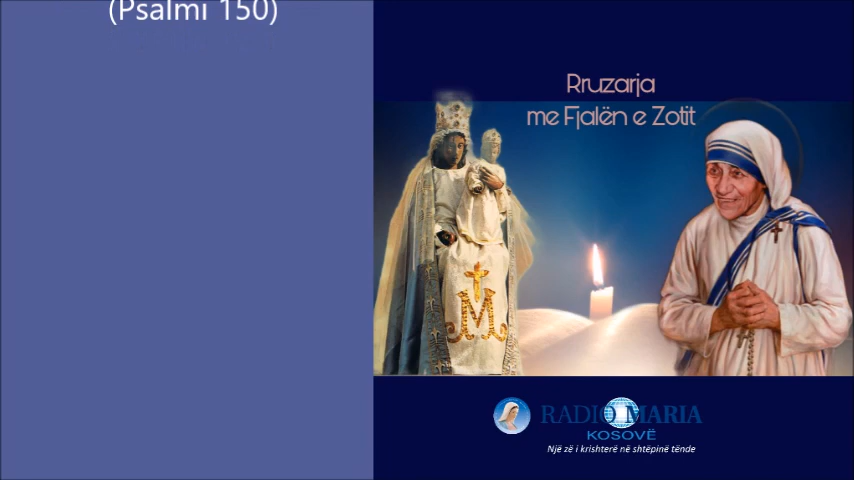 (Psalmi 150)
Rruzarja
me Fjalën e Zotit
RADIO MARIA
KOSOVË
Një zë i krishterë në shtëpinë tënde